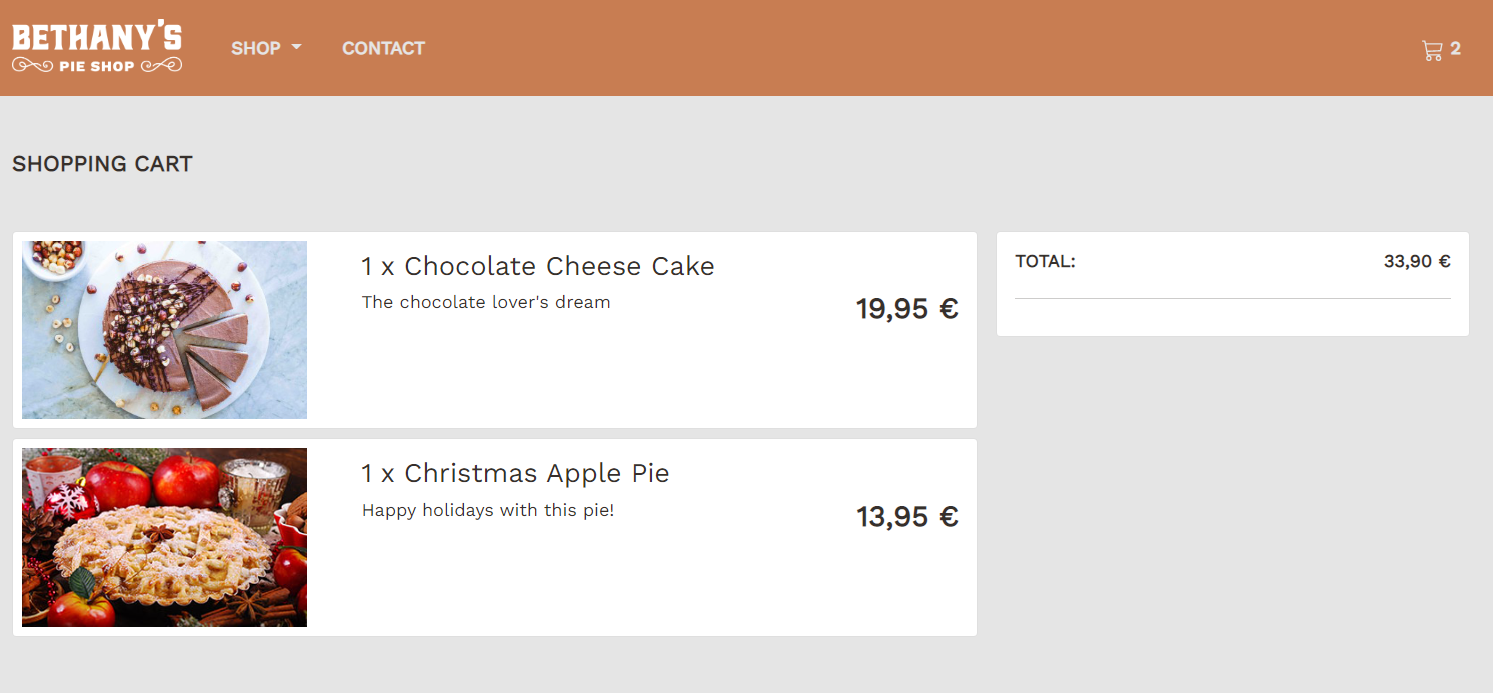 BETHANY'S
PIE SHOP
SHOP
CONTACT
2
SHOPPING CART
1 x Chocolate Cheese Cake
The chocolate lover's dream
19,95 €
TOTAL:
33,90 €
1 x Christmas Apple Pie
Happy holidays with this pie!
13,95 €